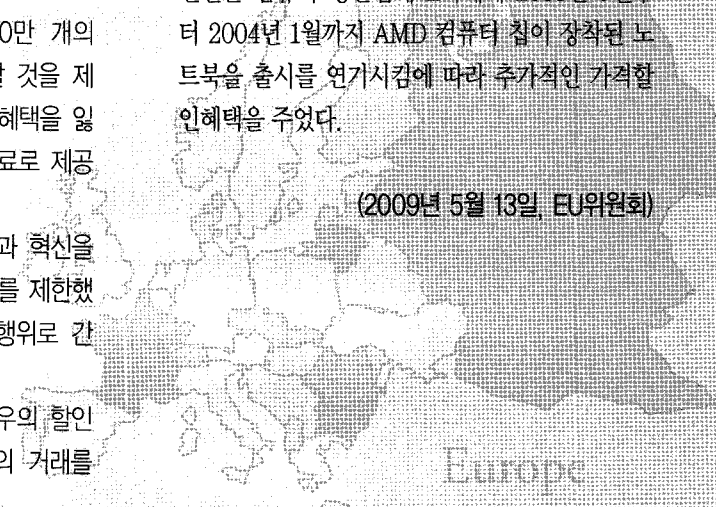 0만 개의
것을 제
혜택을 잃
료로 제공
과 혁신을
를 제한했
행위로 간
우의 할인
의 거래를
터 2004년 1월까지 AMD 컴퓨터 칩이 장착된 노
트북을 출시를 연기시킴에 따라 추가적인 가격할
인혜택을 주었다.
(2009년 5월 13일, EU위원회)
Europe